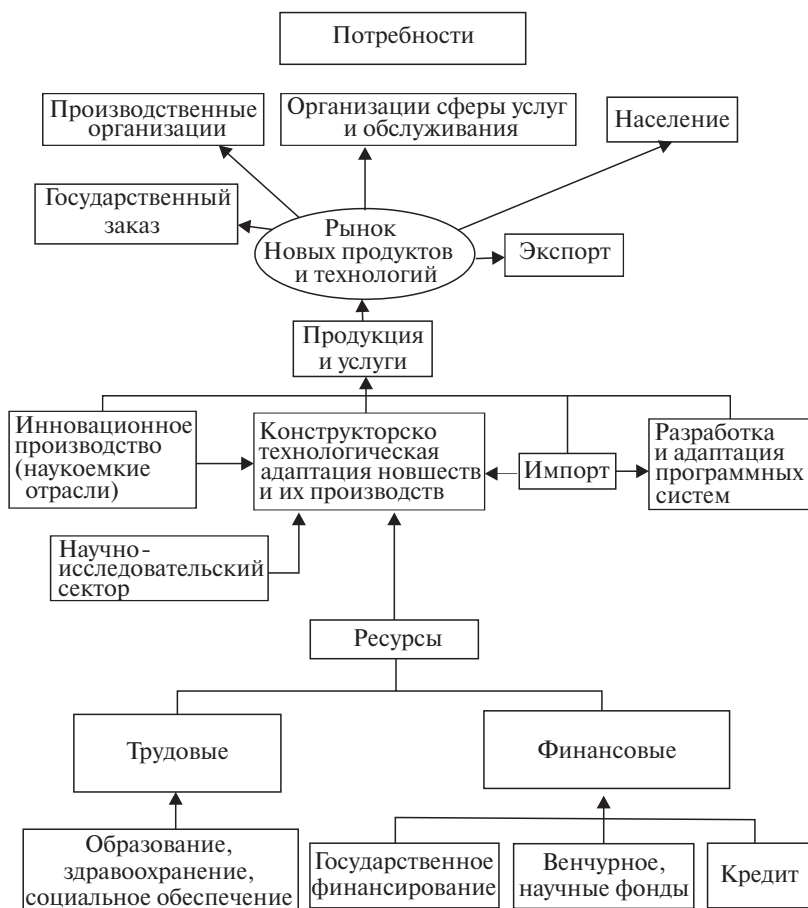 Потребности
Производственные
организации
Организации сферы услуг
и обслуживания
Население
Государственный
заказ
Рынок
Новых продуктов
и технологий
Экспорт
Продукция
и услуги
Инновационное
производство
(наукоемкие
отрасли)
Конструкторско
технологическая
адаптация новшеств
и их производств
Импорт
Разработка
и адаптация
программных
систем
Научно-
исследовательский
сектор
Ресурсы
Трудовые
Финансовые
Образование,
здравоохранение,
социальное обеспечение
Государственное
финансирование
Венчурное,
научные фонды
Кредит